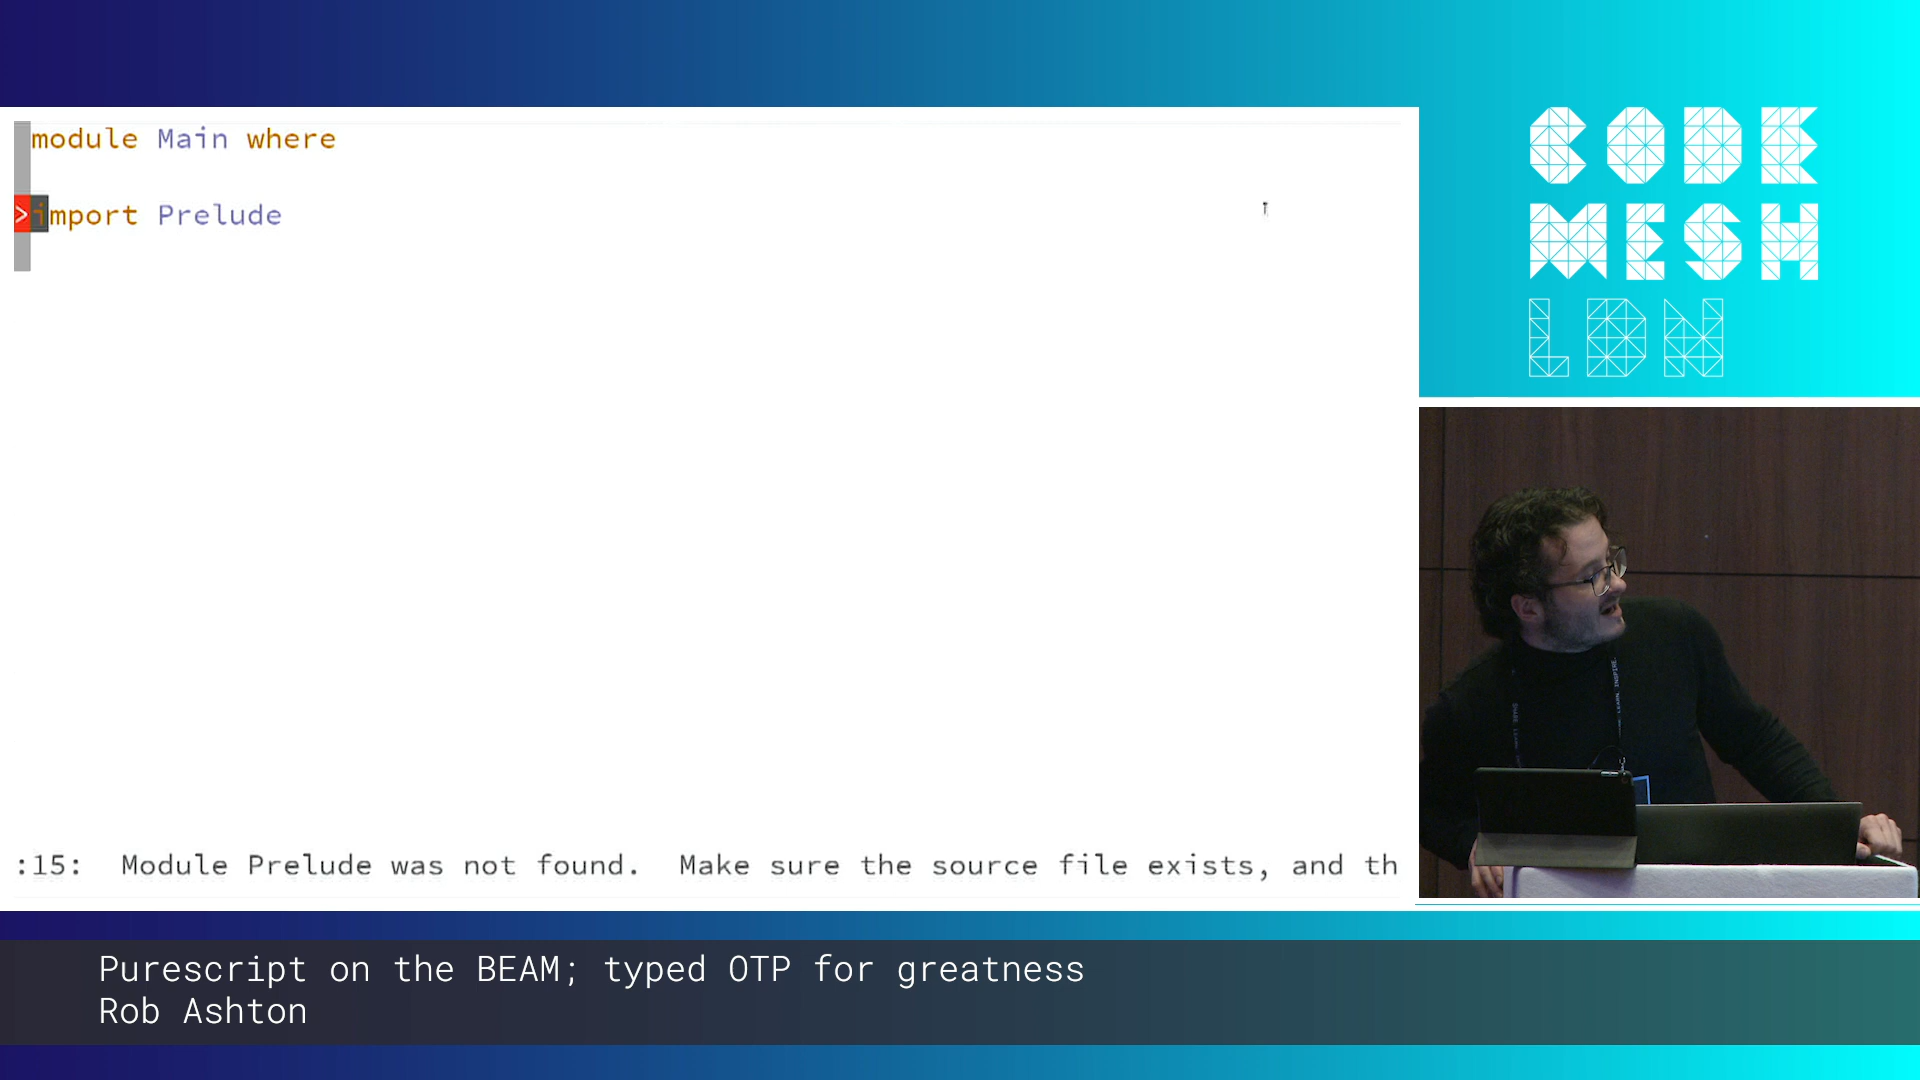 module Main where
>import Prelude
:15:  Module Prelude was not found.  Make sure the source file exists, and th
CODE
MESH
LDN
Purescript on the BEAM; typed OTP for greatness
Rob Ashton